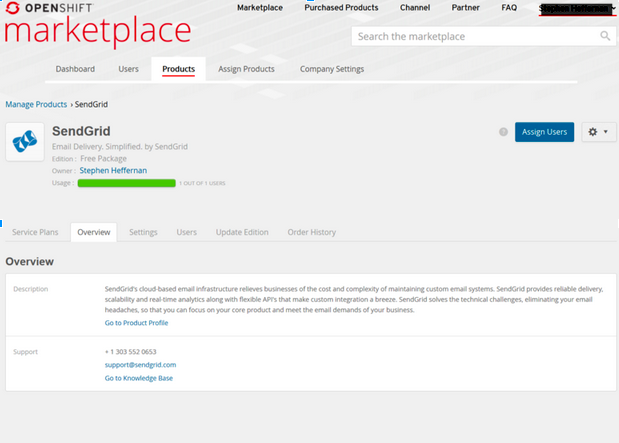 OPENSHIFT
marketplace
Marketplace Purchased Products Channel Partner FAQ Stephen Heffernan
Search the marketplace
Dashboard Users Products Assign Products Company Settings
Manage Products › SendGrid
SendGrid
Email Delivery. Simplified. by SendGrid
Edition : Free Package
Owner : Stephen Heffernan
Usage : 1 OUT OF 1 USERS
? Assign Users
Service Plans Overview Settings Users Update Edition Order History
Overview
Description
SendGrid's cloud-based email infrastructure relieves businesses of the cost and complexity of maintaining custom email systems. SendGrid provides reliable delivery,
scalability and real-time analytics along with flexible API's that make custom integration a breeze. SendGrid solves the technical challenges, eliminating your email
headaches, so that you can focus on your core product and meet the email demands of your business.
Go to Product Profile
Support
+ 1 303 552 0653
support@sendgrid.com
Go to Knowledge Base